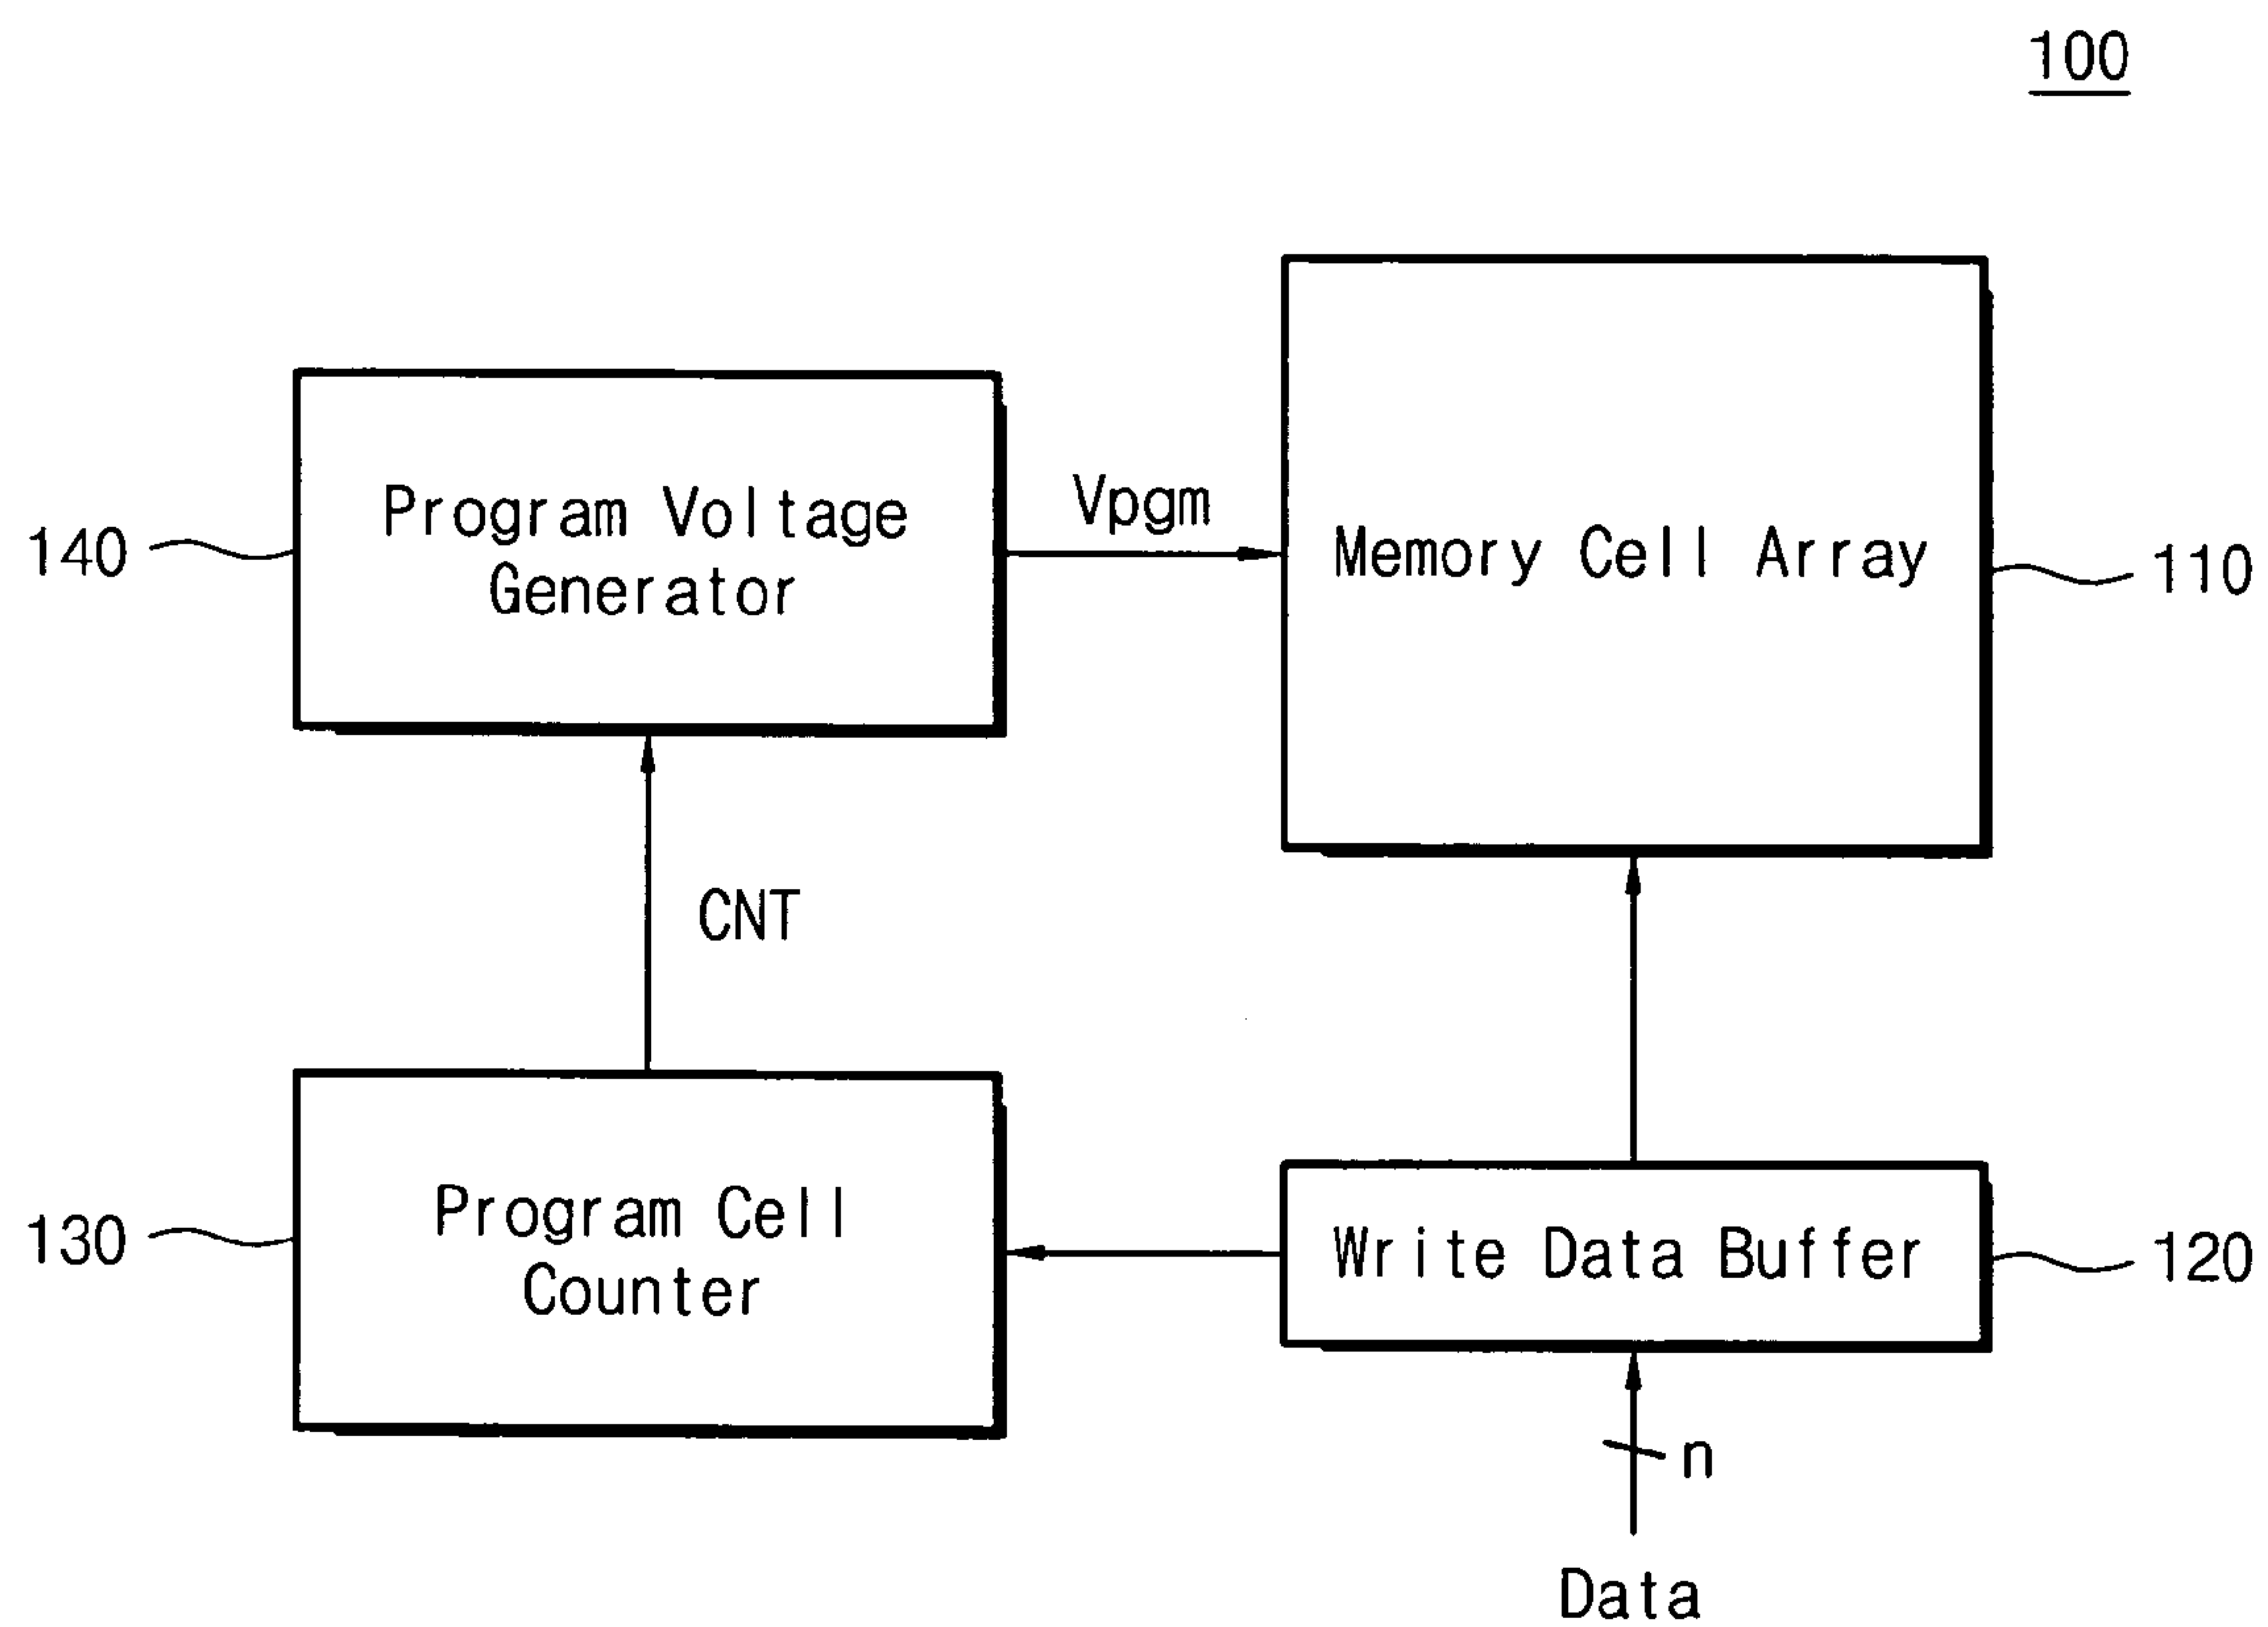 100
Program Voltage
Generator
140
Vpgm
Memory Cell Array
110
CNT
Program Cell
Counter
130
Write Data Buffer
120
n
Data